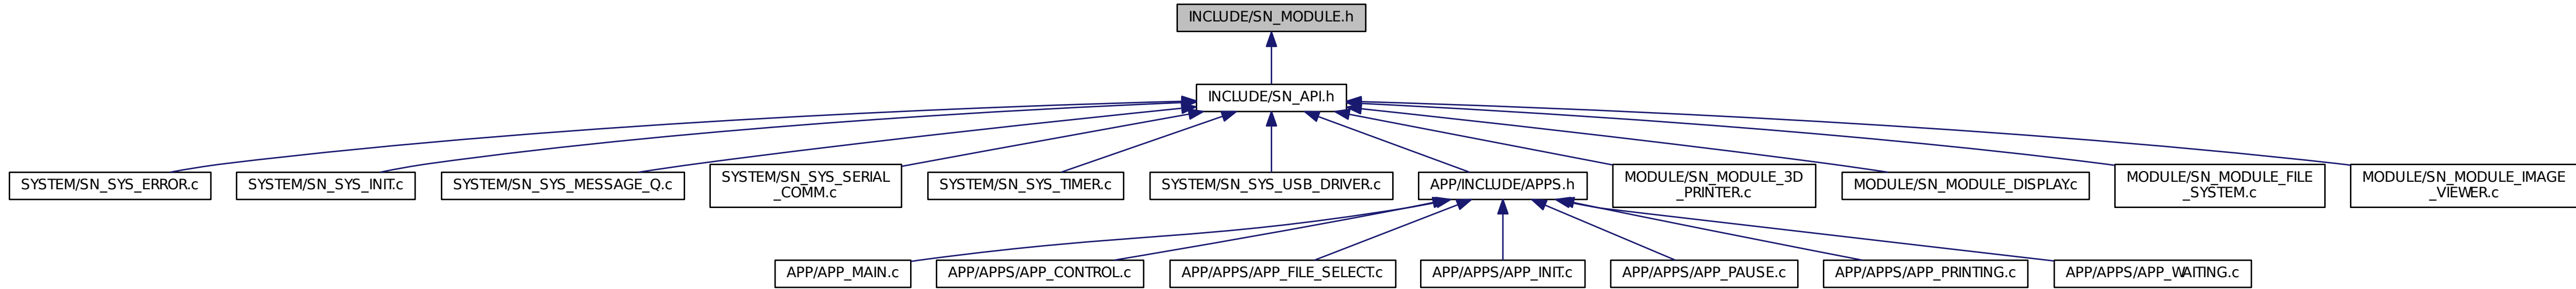 INCLUDE/SN_MODULE.h
INCLUDE/SN_API.h
SYSTEM/SN_SYS_ERROR.c
SYSTEM/SN_SYS_INIT.c
SYSTEM/SN_SYS_MESSAGE_Q.c
SYSTEM/SN_SYS_SERIAL
_COMM.c
SYSTEM/SN_SYS_TIMER.c
SYSTEM/SN_SYS_USB_DRIVER.c
APP/INCLUDE/APPS.h
MODULE/SN_MODULE_3D
_PRINTER.c
MODULE/SN_MODULE_DISPLAY.c
MODULE/SN_MODULE_FILE
_SYSTEM.c
MODULE/SN_MODULE_IMAGE
_VIEWER.c
APP/APP_MAIN.c
APP/APPS/APP_CONTROL.c
APP/APPS/APP_FILE_SELECT.c
APP/APPS/APP_INIT.c
APP/APPS/APP_PAUSE.c
APP/APPS/APP_PRINTING.c
APP/APPS/APP_WAITING.c